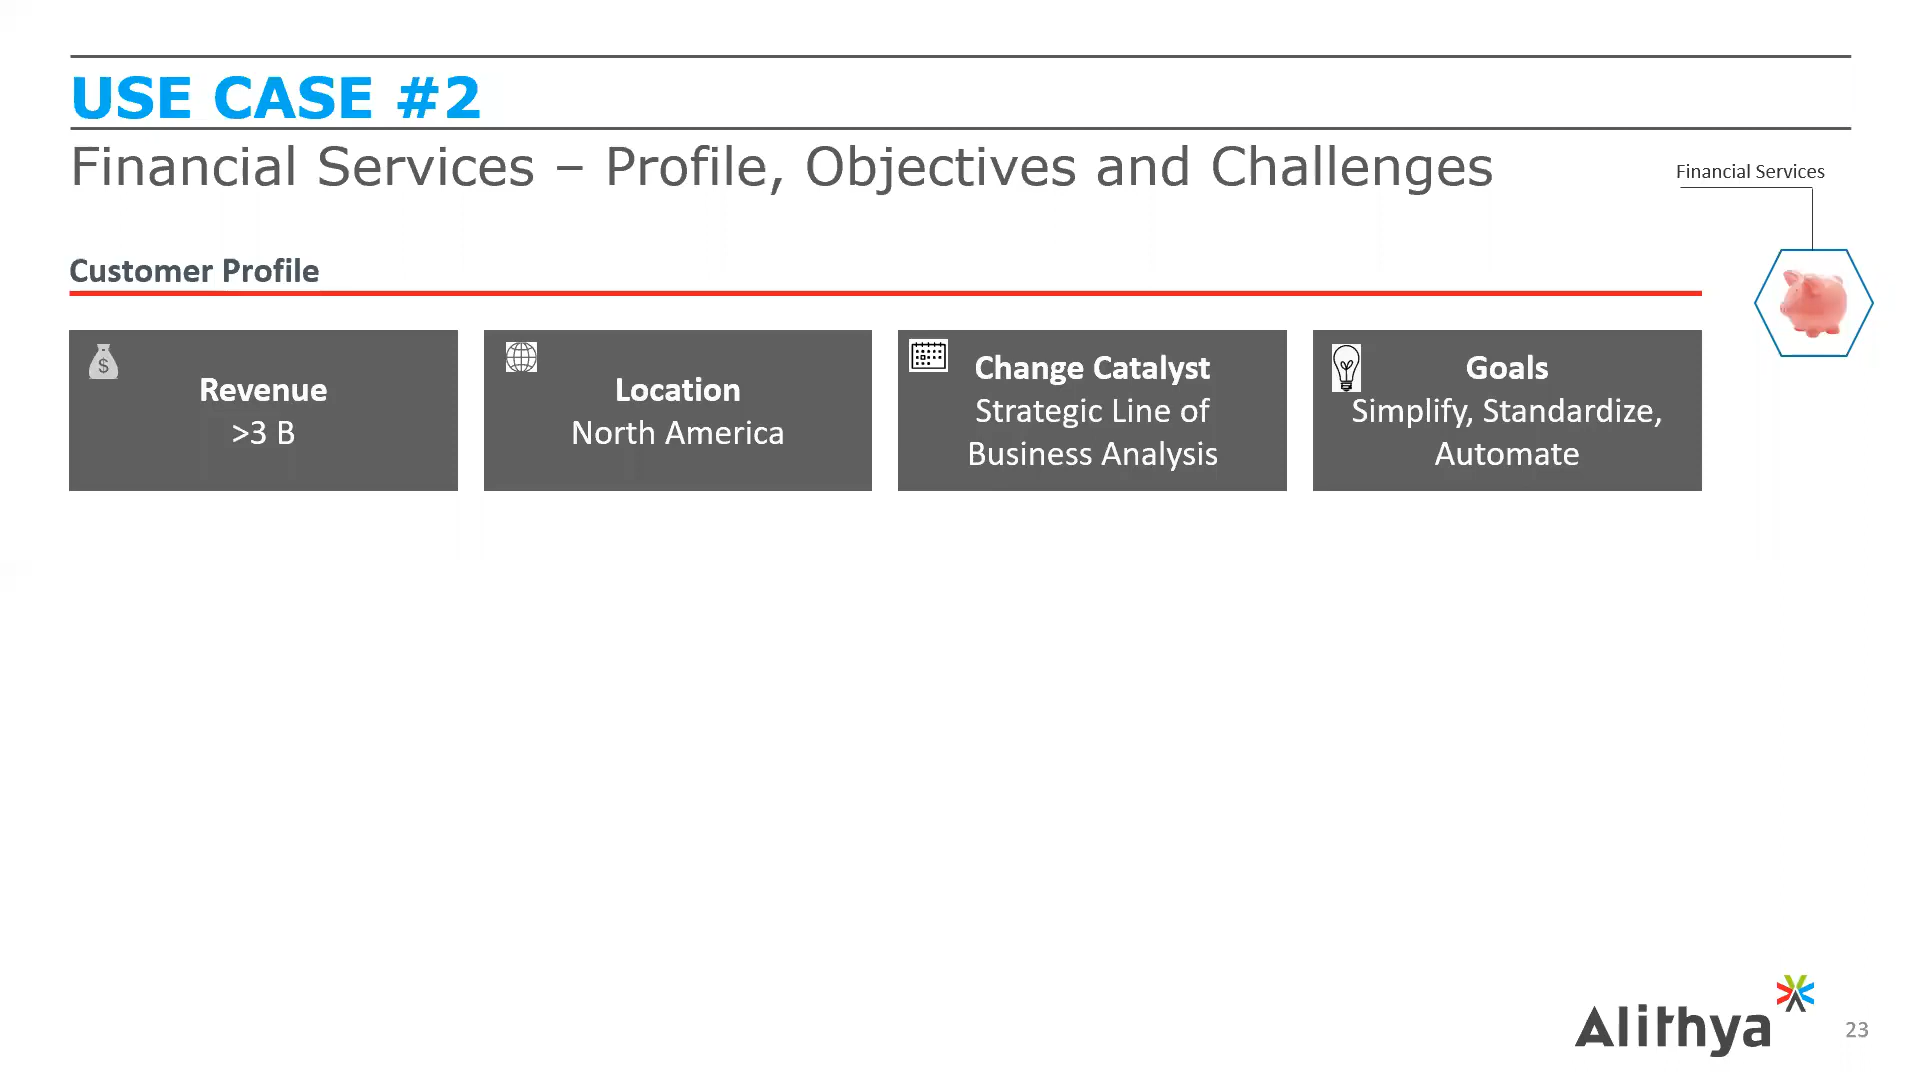 USE CASE #2
Financial Services – Profile, Objectives and Challenges
Financial Services
Customer Profile
$
Revenue
>3 B
Location
North America
Change Catalyst
Strategic Line of
Business Analysis
Goals
Simplify, Standardize,
Automate
Alithya
23